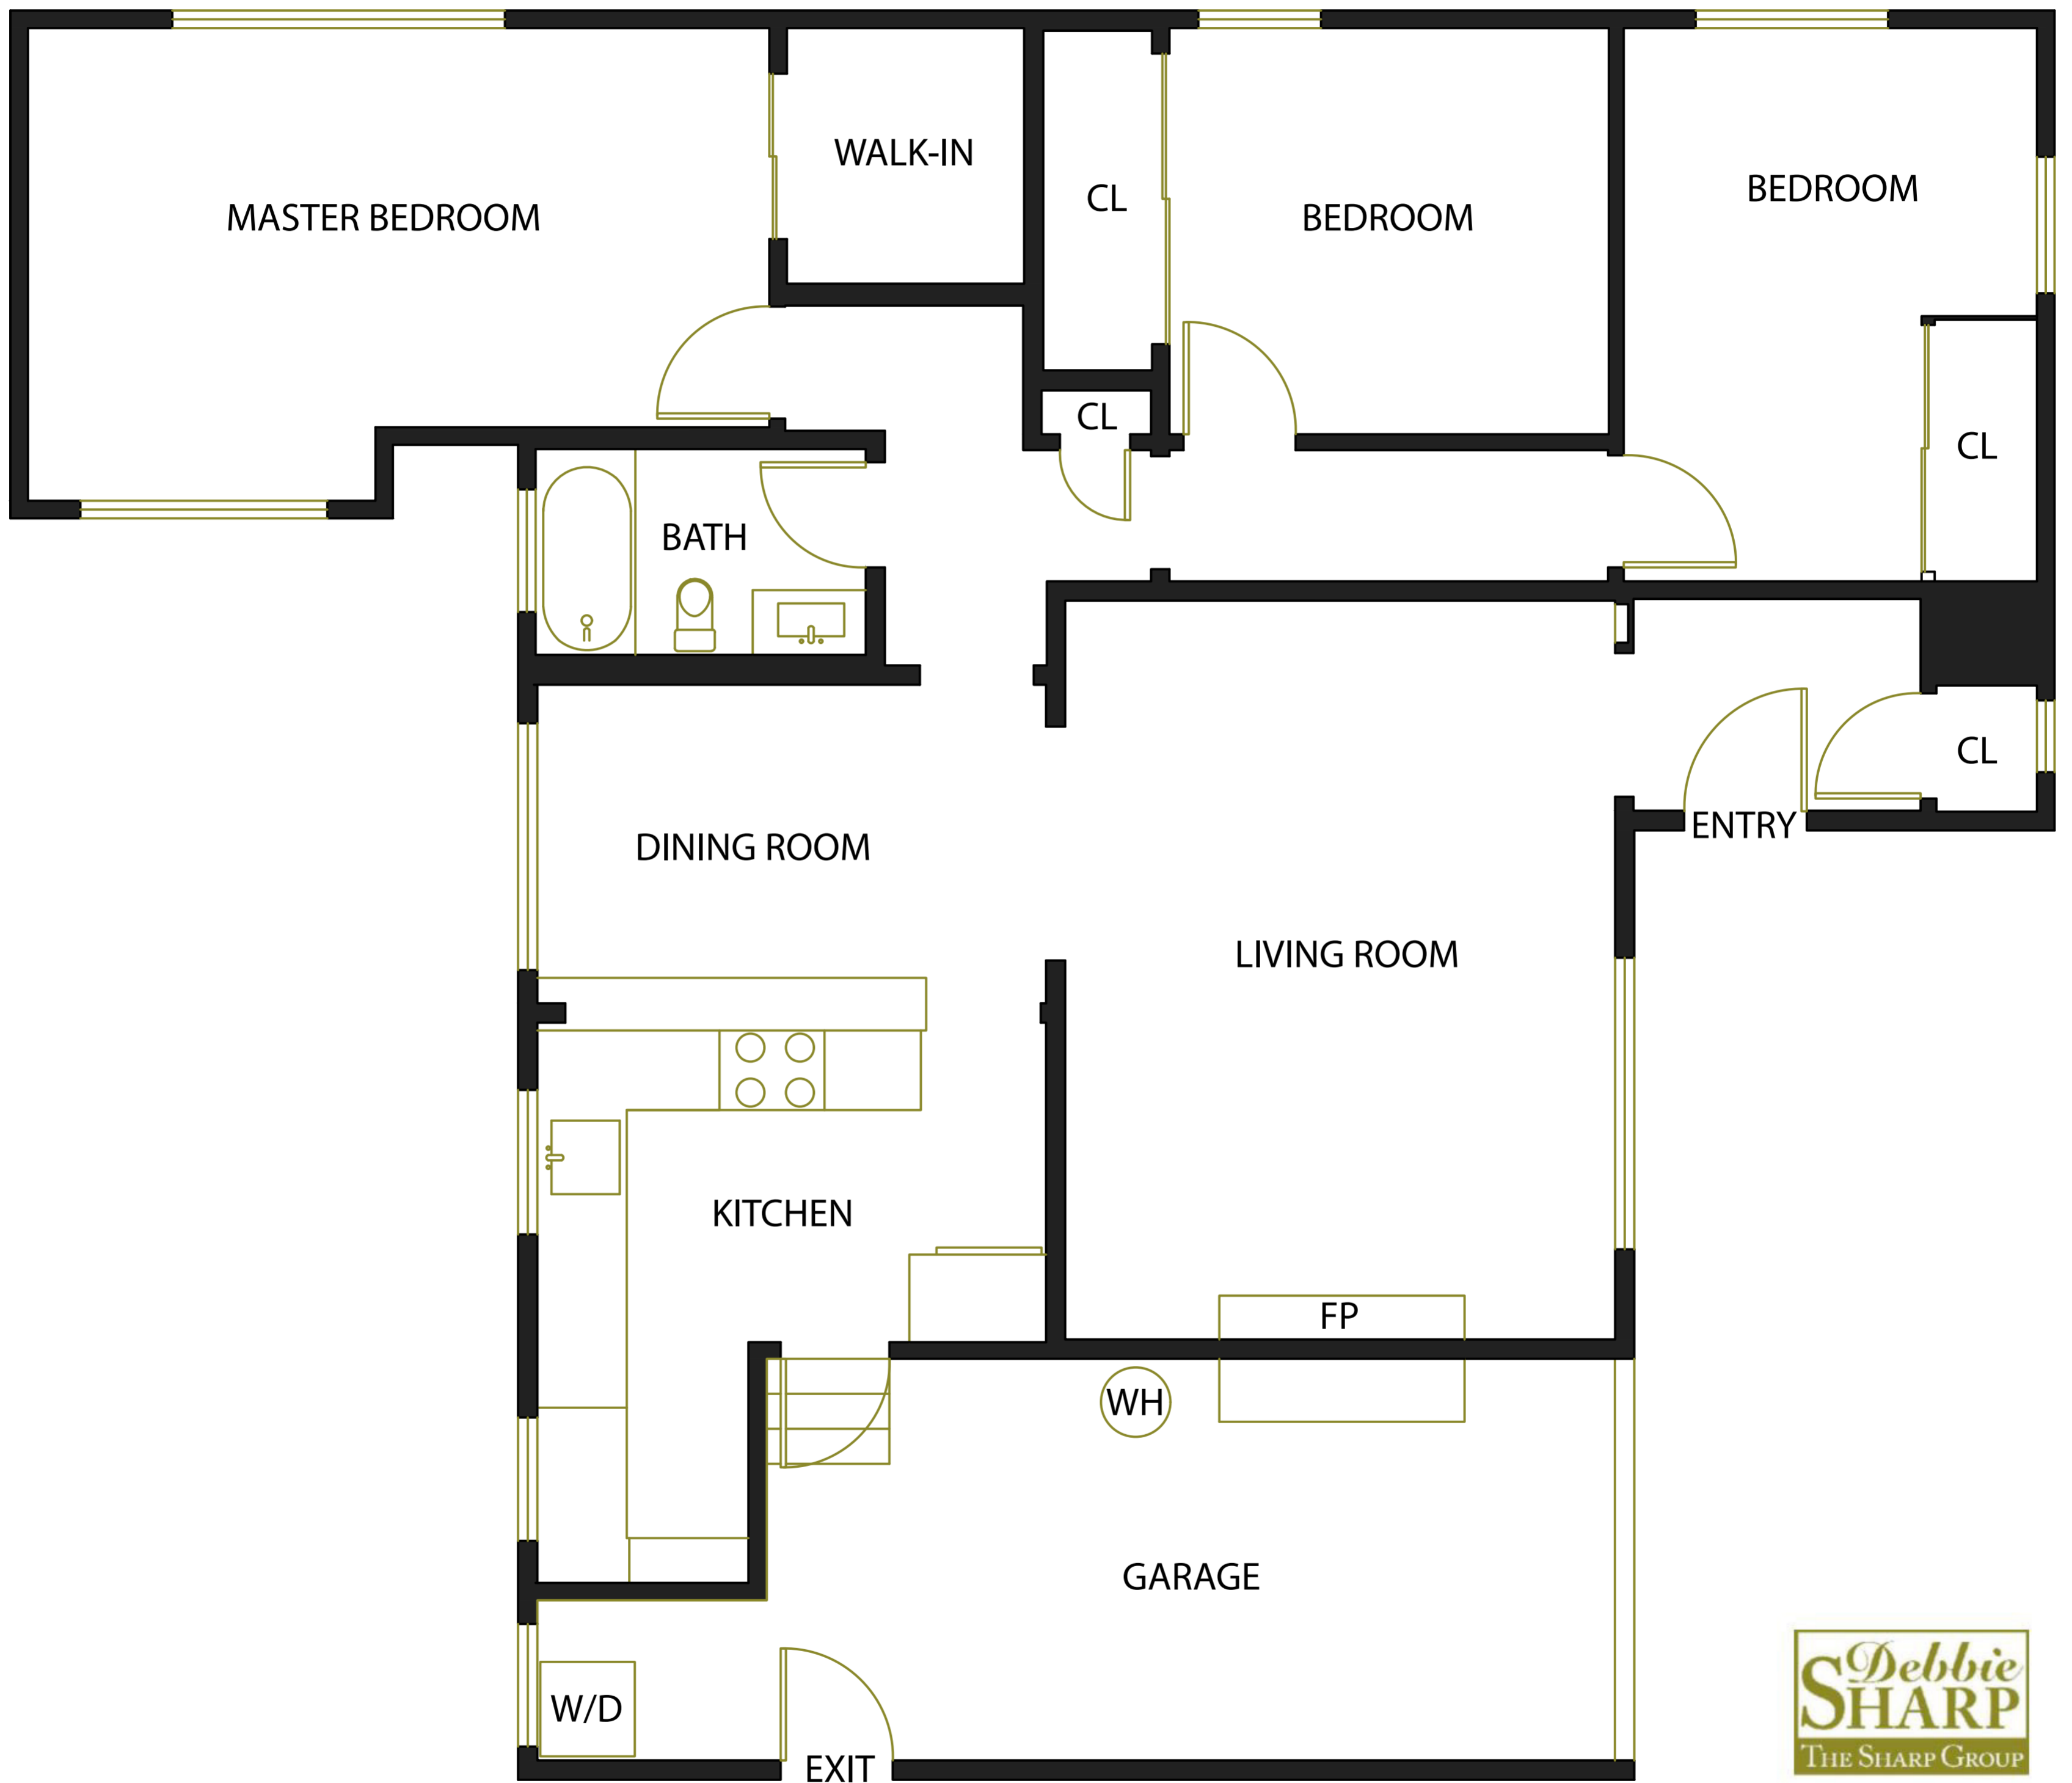 WALK-IN
BEDROOM
CL
MASTER BEDROOM
BEDROOM
CL
CL
BATH
CL
ENTRY
DINING ROOM
LIVING ROOM
KITCHEN
FP
WH
GARAGE
W/D
EXIT
Debbie
SHARP
THE SHARP GROUP